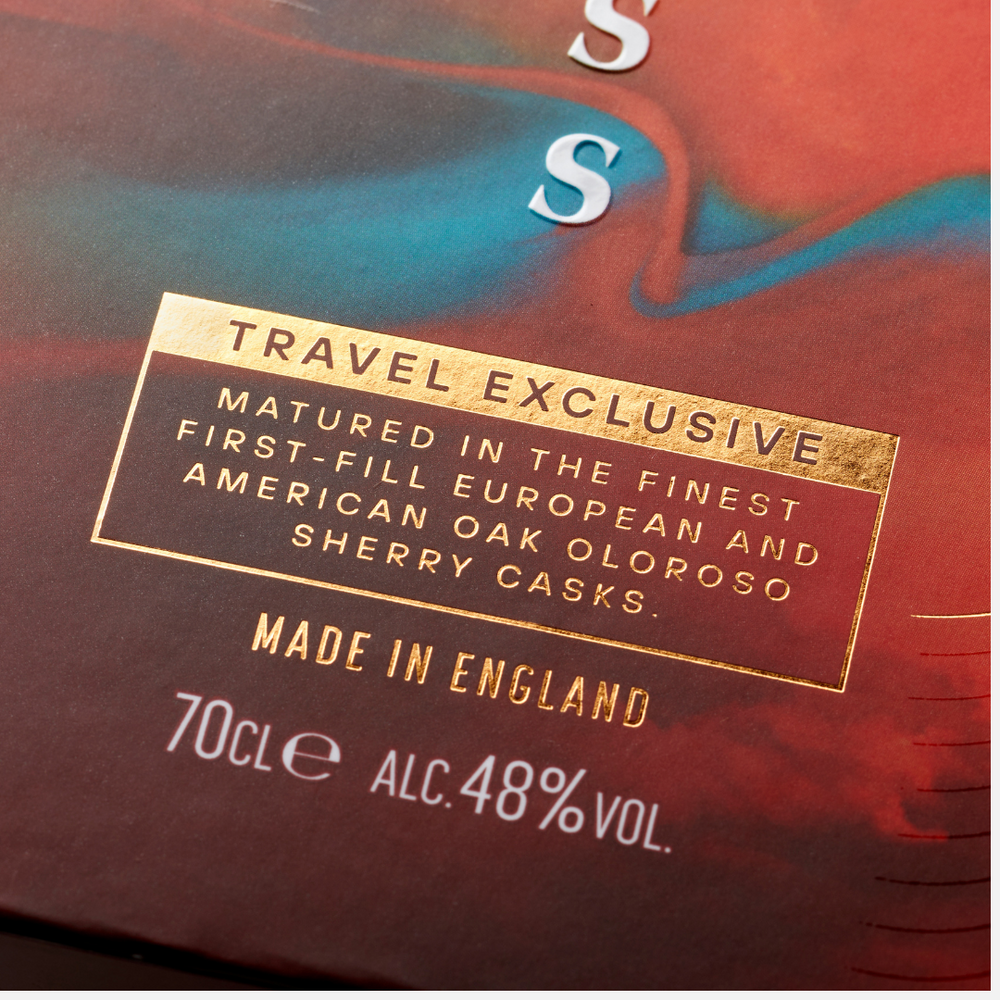 S
S
TRAVEL EXCLUSIVE
MATURED IN THE FINEST
FIRST-FILL EUROPEAN AND
AMERICAN OAK OLOROSO
SHERRY CASKS.
MADE IN ENGLAND
70CL℮ ALC.48%VOL.